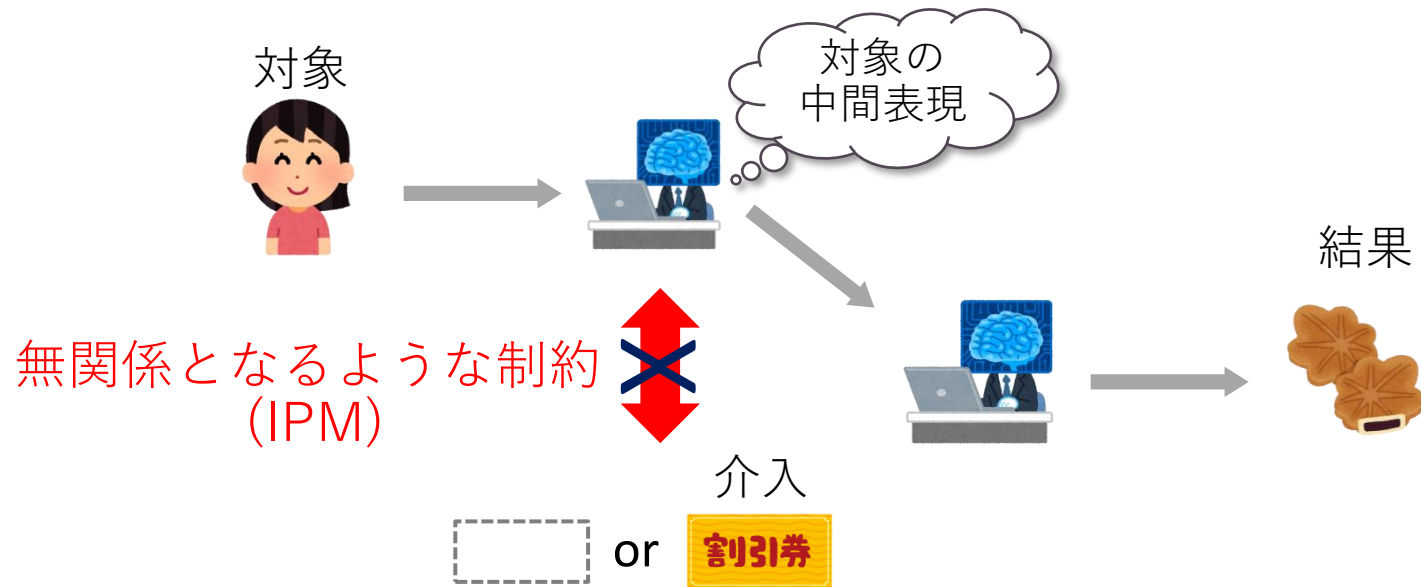 対象
対象の
中間表現
結果
無関係となるような制約
(IPM)
介入
or
割引券